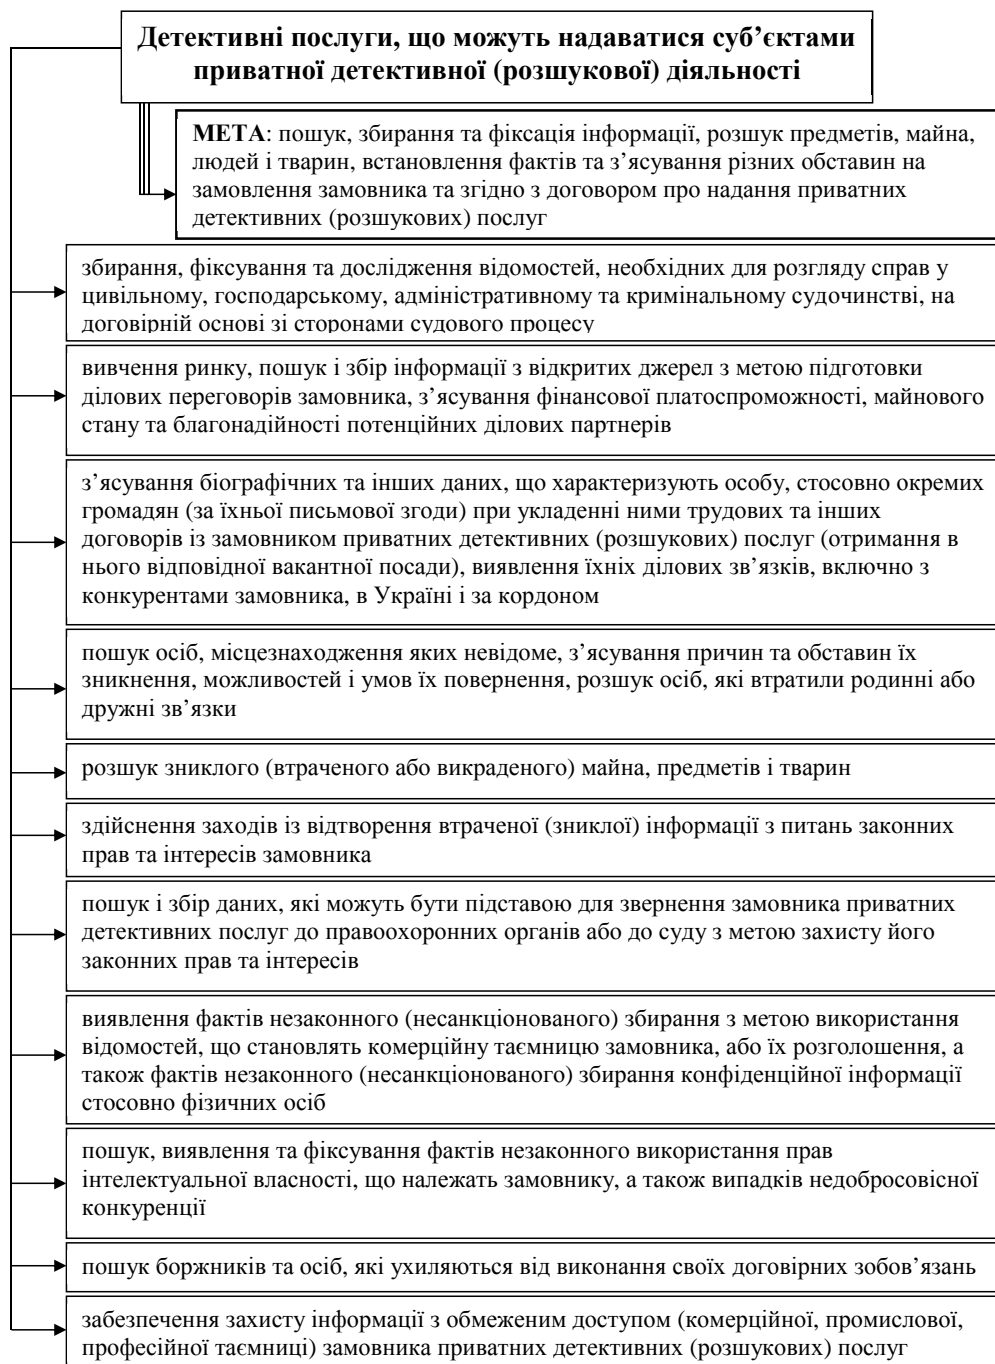 Детективні послуги, що можуть надаватися суб’єктами
приватної детективної (розшукової) діяльності
МЕТА: пошук, збирання та фіксація інформації, розшук предметів, майна,
людей і тварин, встановлення фактів та з’ясування різних обставин на
замовлення замовника та згідно з договором про надання приватних
детективних (розшукових) послуг
збирання, фіксування та дослідження відомостей, необхідних для розгляду справ у
цивільному, господарському, адміністративному та кримінальному судочинстві, на
договірній основі зі сторонами судового процесу
вивчення ринку, пошук і збір інформації з відкритих джерел з метою підготовки
ділових переговорів замовника, з’ясування фінансової платоспроможності, майнового
стану та благонадійності потенційних ділових партнерів
з’ясування біографічних та інших даних, що характеризують особу, стосовно окремих
громадян (за їхньої письмової згоди) при укладенні ними трудових та інших
договорів із замовником приватних детективних (розшукових) послуг (отримання в
нього відповідної вакантної посади), виявлення їхніх ділових зв’язків, включно з
конкурентами замовника, в Україні і за кордоном
пошук осіб, місцезнаходження яких невідоме, з’ясування причин та обставин їх
зникнення, можливостей і умов їх повернення, розшук осіб, які втратили родинні або
дружні зв’язки
розшук зниклого (втраченого або викраденого) майна, предметів і тварин
здійснення заходів із відтворення втраченої (зниклої) інформації з питань законних
прав та інтересів замовника
пошук і збір даних, які можуть бути підставою для звернення замовника приватних
детективних послуг до правоохоронних органів або до суду з метою захисту його
законних прав та інтересів
виявлення фактів незаконного (несанкціонованого) збирання з метою використання
відомостей, що становлять комерційну таємницю замовника, або їх розголошення, а
також фактів незаконного (несанкціонованого) збирання конфіденційної інформації
стосовно фізичних осіб
пошук, виявлення та фіксування фактів незаконного використання прав
інтелектуальної власності, що належать замовнику, а також випадків недобросовісної
конкуренції
пошук боржників та осіб, які ухиляються від виконання своїх договірних зобов’язань
забезпечення захисту інформації з обмеженим доступом (комерційної, промислової,
професійної таємниці) замовника приватних детективних (розшукових) послуг